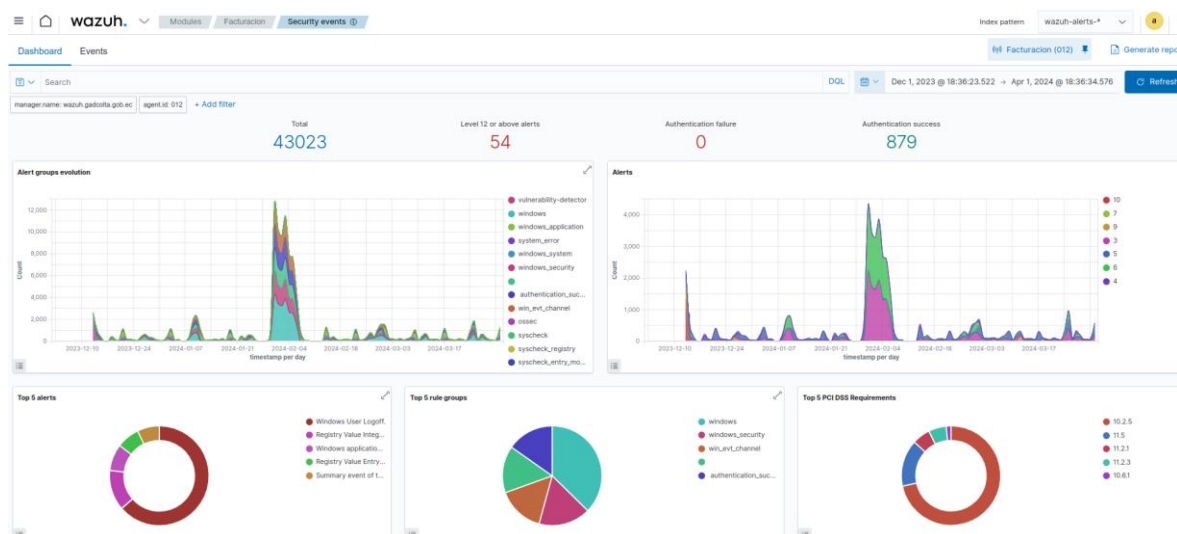 wazuh. Modules Facturacion Security events Index pattern wazuh-alerts-* a
Dashboard Events Facturacion (012) Generate repo
Search DQL Dec 1, 2023 @ 18:36:23.522 → Apr 1, 2024 @ 18:36:34.576 Refresh
manager.name: wazuh.gadcolta.gob.ec agent.id: 012 + Add filter
Total
43023
Level 12 or above alerts
54
Authentication failure
0
Authentication success
879
Alert groups evolution
Count
12,000
10,000
8,000
6,000
4,000
2,000
0
2023-12-10 2023-12-24 2024-01-07 2024-01-21 2024-02-04 2024-02-18 2024-03-03 2024-03-17
timestamp per day
vulnerability-detector
windows
windows_application
system_error
windows_system
windows_security
authentication_suc...
win_evt_channel
ossec
syscheck
syscheck_registry
syscheck_entry_mo...
Alerts
Count
4,000
3,000
2,000
1,000
0
2023-12-10 2023-12-24 2024-01-07 2024-01-21 2024-02-04 2024-02-18 2024-03-03 2024-03-17
timestamp per day
10
7
9
3
5
6
4
Top 5 alerts
Windows User Logoff.
Registry Value Integ...
Windows applicatio...
Registry Value Entry...
Summary event of t...
Top 5 rule groups
windows
windows_security
win_evt_channel
authentication_suc...
Top 5 PCI DSS Requirements
10.2.5
11.5
11.2.1
11.2.3
10.6.1